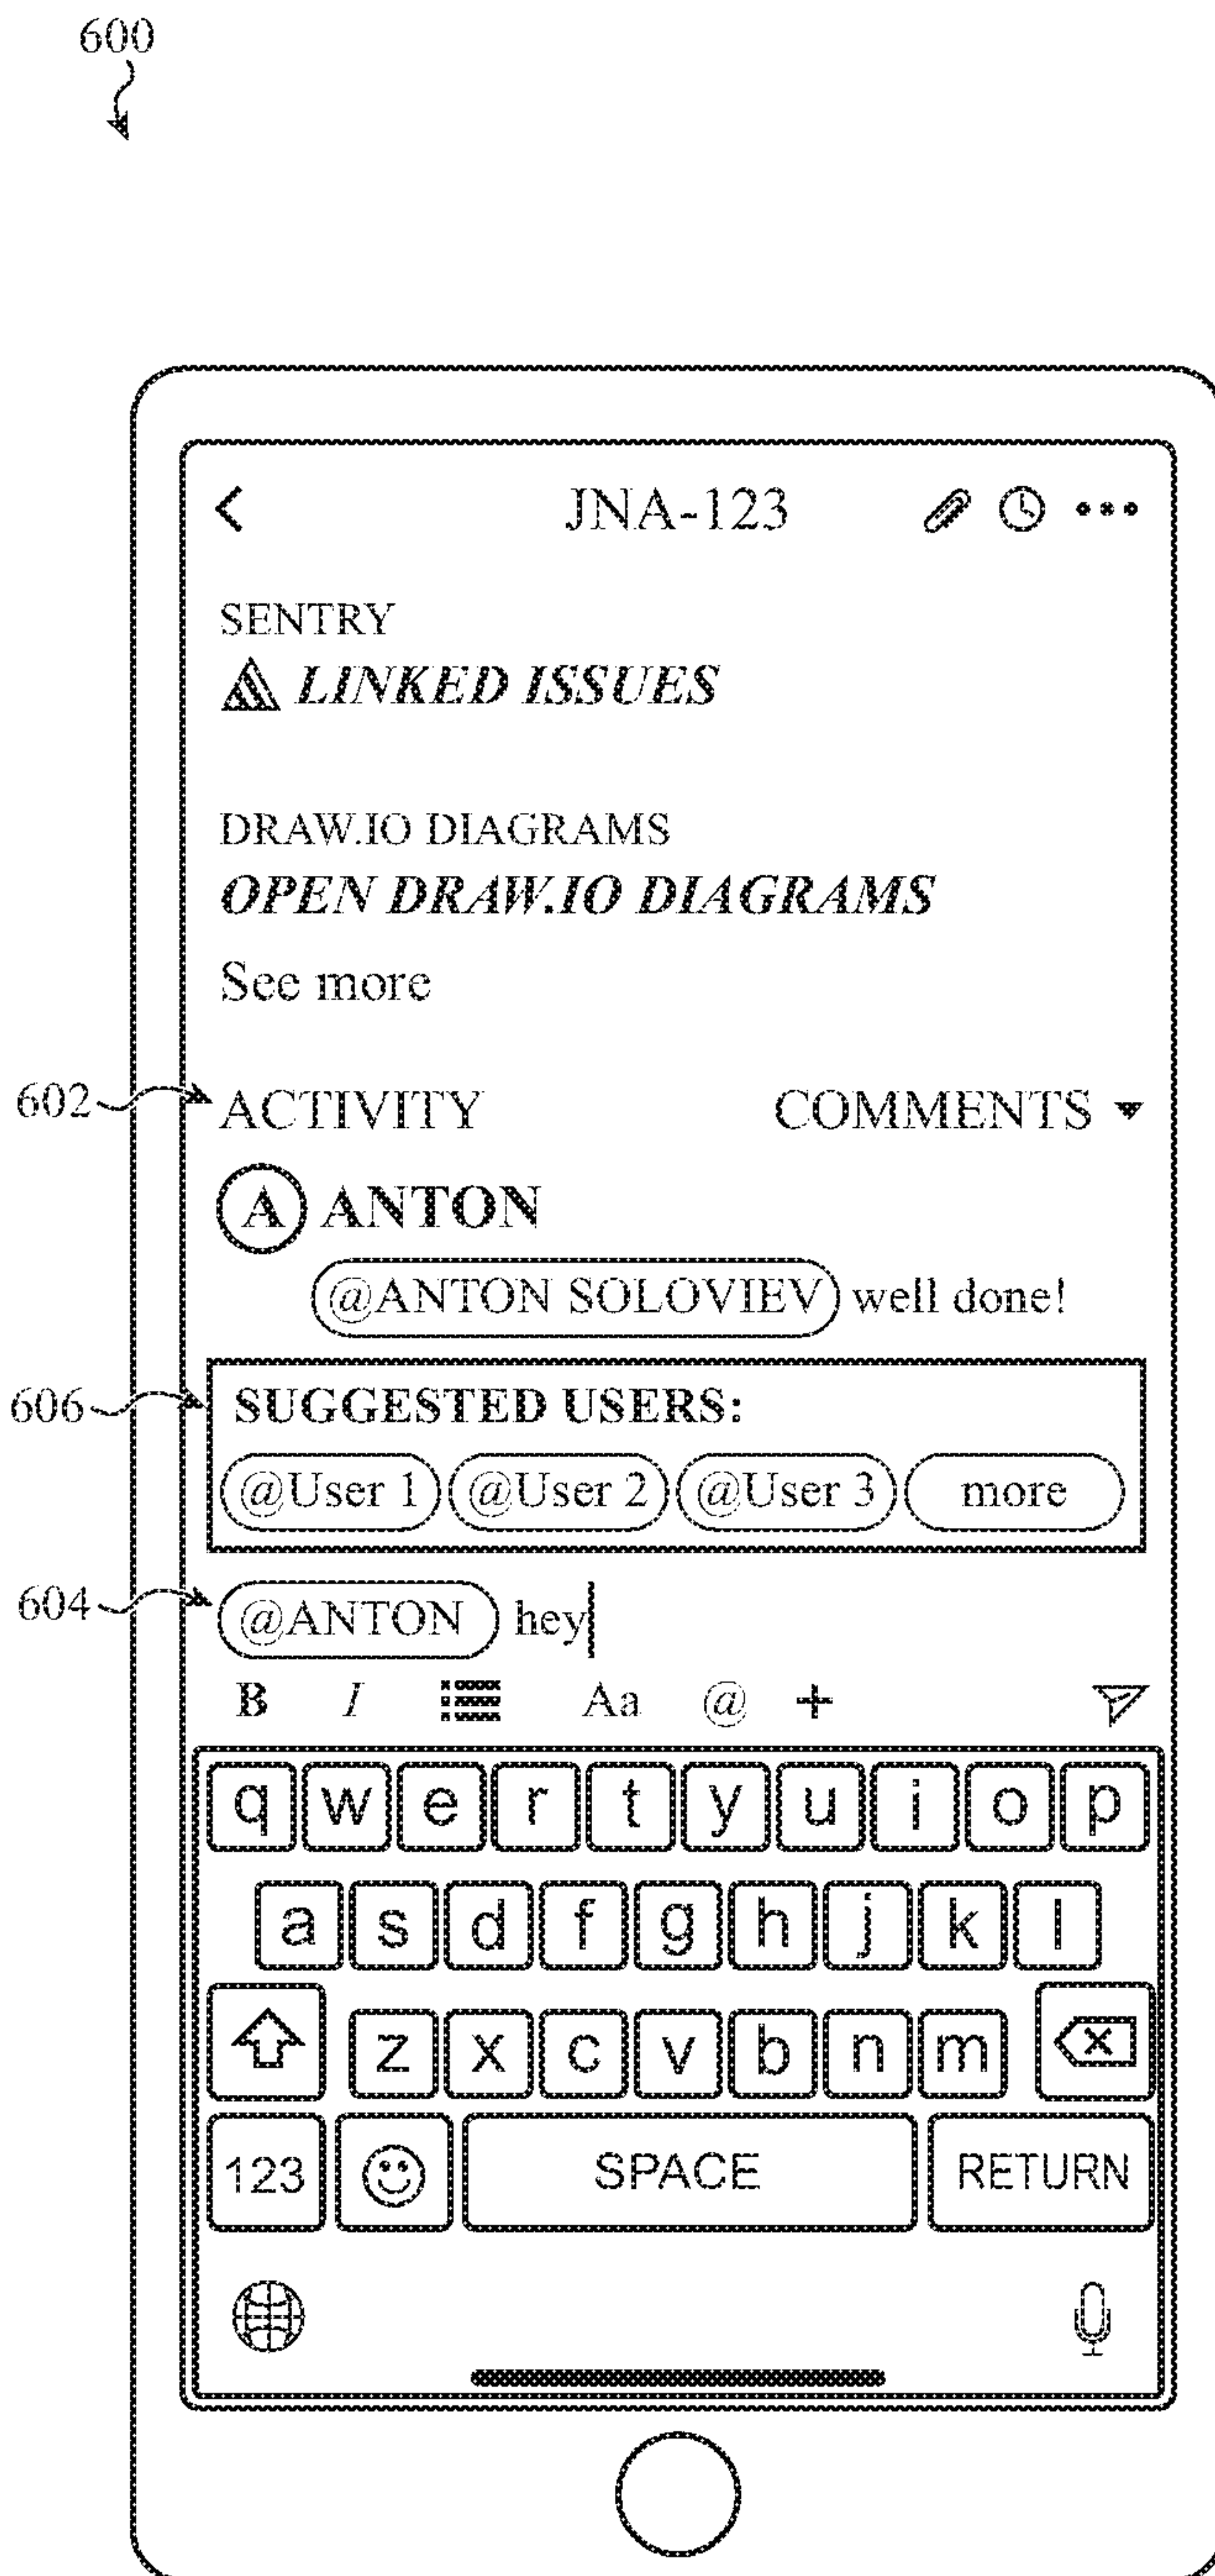 600
JNA-123
SENTRY
LINKED ISSUES
DRAW.IO DIAGRAMS
OPEN DRAW.IO DIAGRAMS
See more
602 ACTIVITY COMMENTS
A ANTON
@ANTON SOLOVIEV well done!
606 SUGGESTED USERS:
@User 1 @User 2 @User 3 more
604 @ANTON hey
B I Aa @ +
q w e r t y u i o p
a s d f g h j k l
z x c v b n m
123 SPACE RETURN